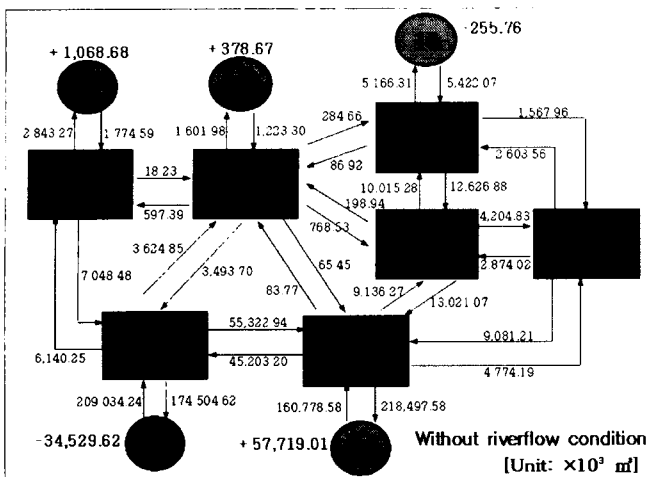 + 1,068.68
+ 378.67
-255.76
2 843 27
1 774 59
1 601 98
1,223.30
5 166.31
5,422 07
284 66
1,567 96
86 92
2 603 56
18 23
597.39
10 015 28
12 626 88
198.94
768.53
4,204.83
2 874 02
3 624 85
3,493 70
65 45
83.77
9,136 27
13,021.07
7 048 48
55,322 94
45,203 20
6,140.25
9,081.21
4 774.19
209 034.24
174 504 62
160,778.58
218,497.58
-34,529.62
+ 57,719.01
Without riverflow condition
[Unit: ×10³ ㎥]